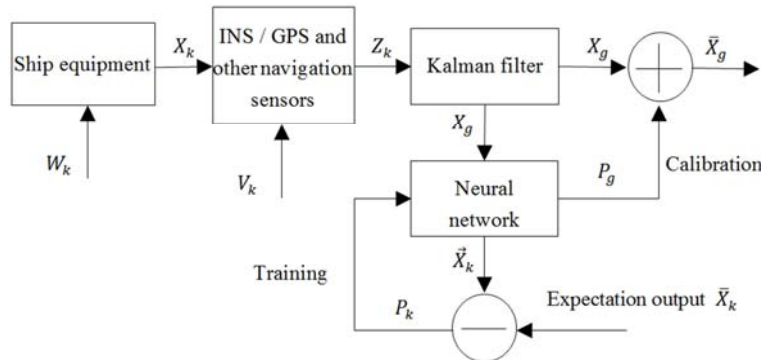 Ship equipment
X_k
INS / GPS and
other navigation
sensors
Z_k
Kalman filter
X_g
X̄_g
W_k
V_k
X_g
Neural
network
P_g
Calibration
Training
X⃗_k
P_k
Expectation output X̄_k